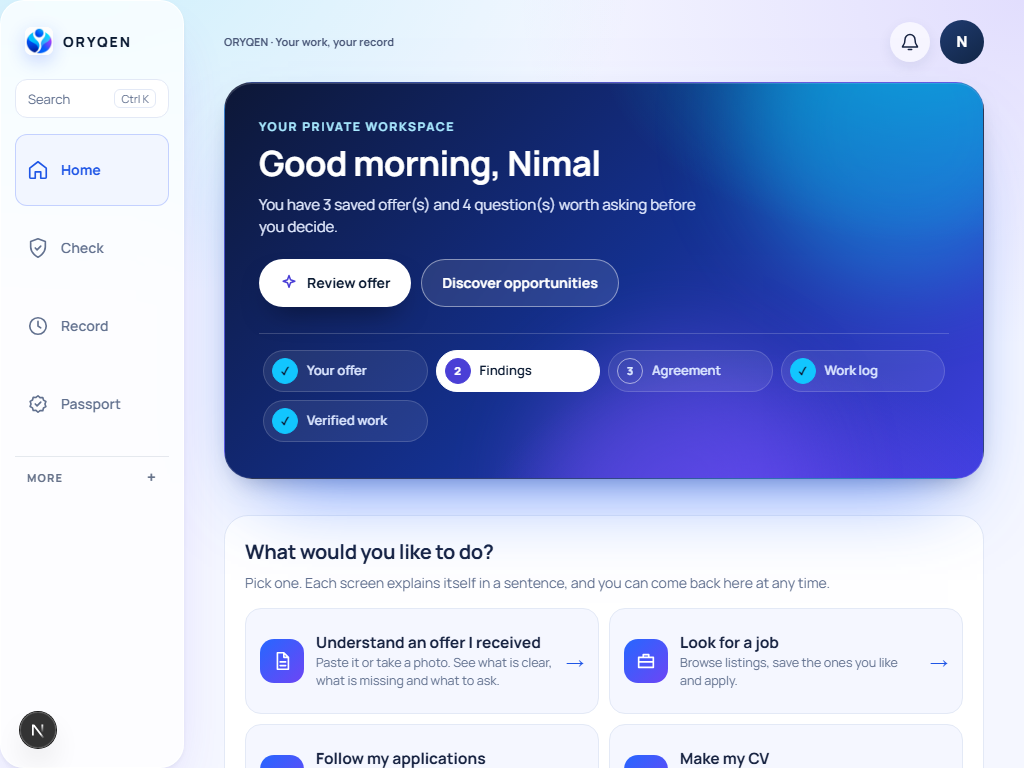 ORYQEN
Search
Ctrl K
Home
Check
Record
Passport
MORE +
ORYQEN · Your work, your record
N
YOUR PRIVATE WORKSPACE
Good morning, Nimal
You have 3 saved offer(s) and 4 question(s) worth asking before
you decide.
Review offer
Discover opportunities
✓ Your offer
2 Findings
3 Agreement
✓ Work log
✓ Verified work
What would you like to do?
Pick one. Each screen explains itself in a sentence, and you can come back here at any time.
Understand an offer I received
Paste it or take a photo. See what is clear,
what is missing and what to ask.
→
Look for a job
Browse listings, save the ones you like
and apply.
→
Follow my applications
Make my CV
N